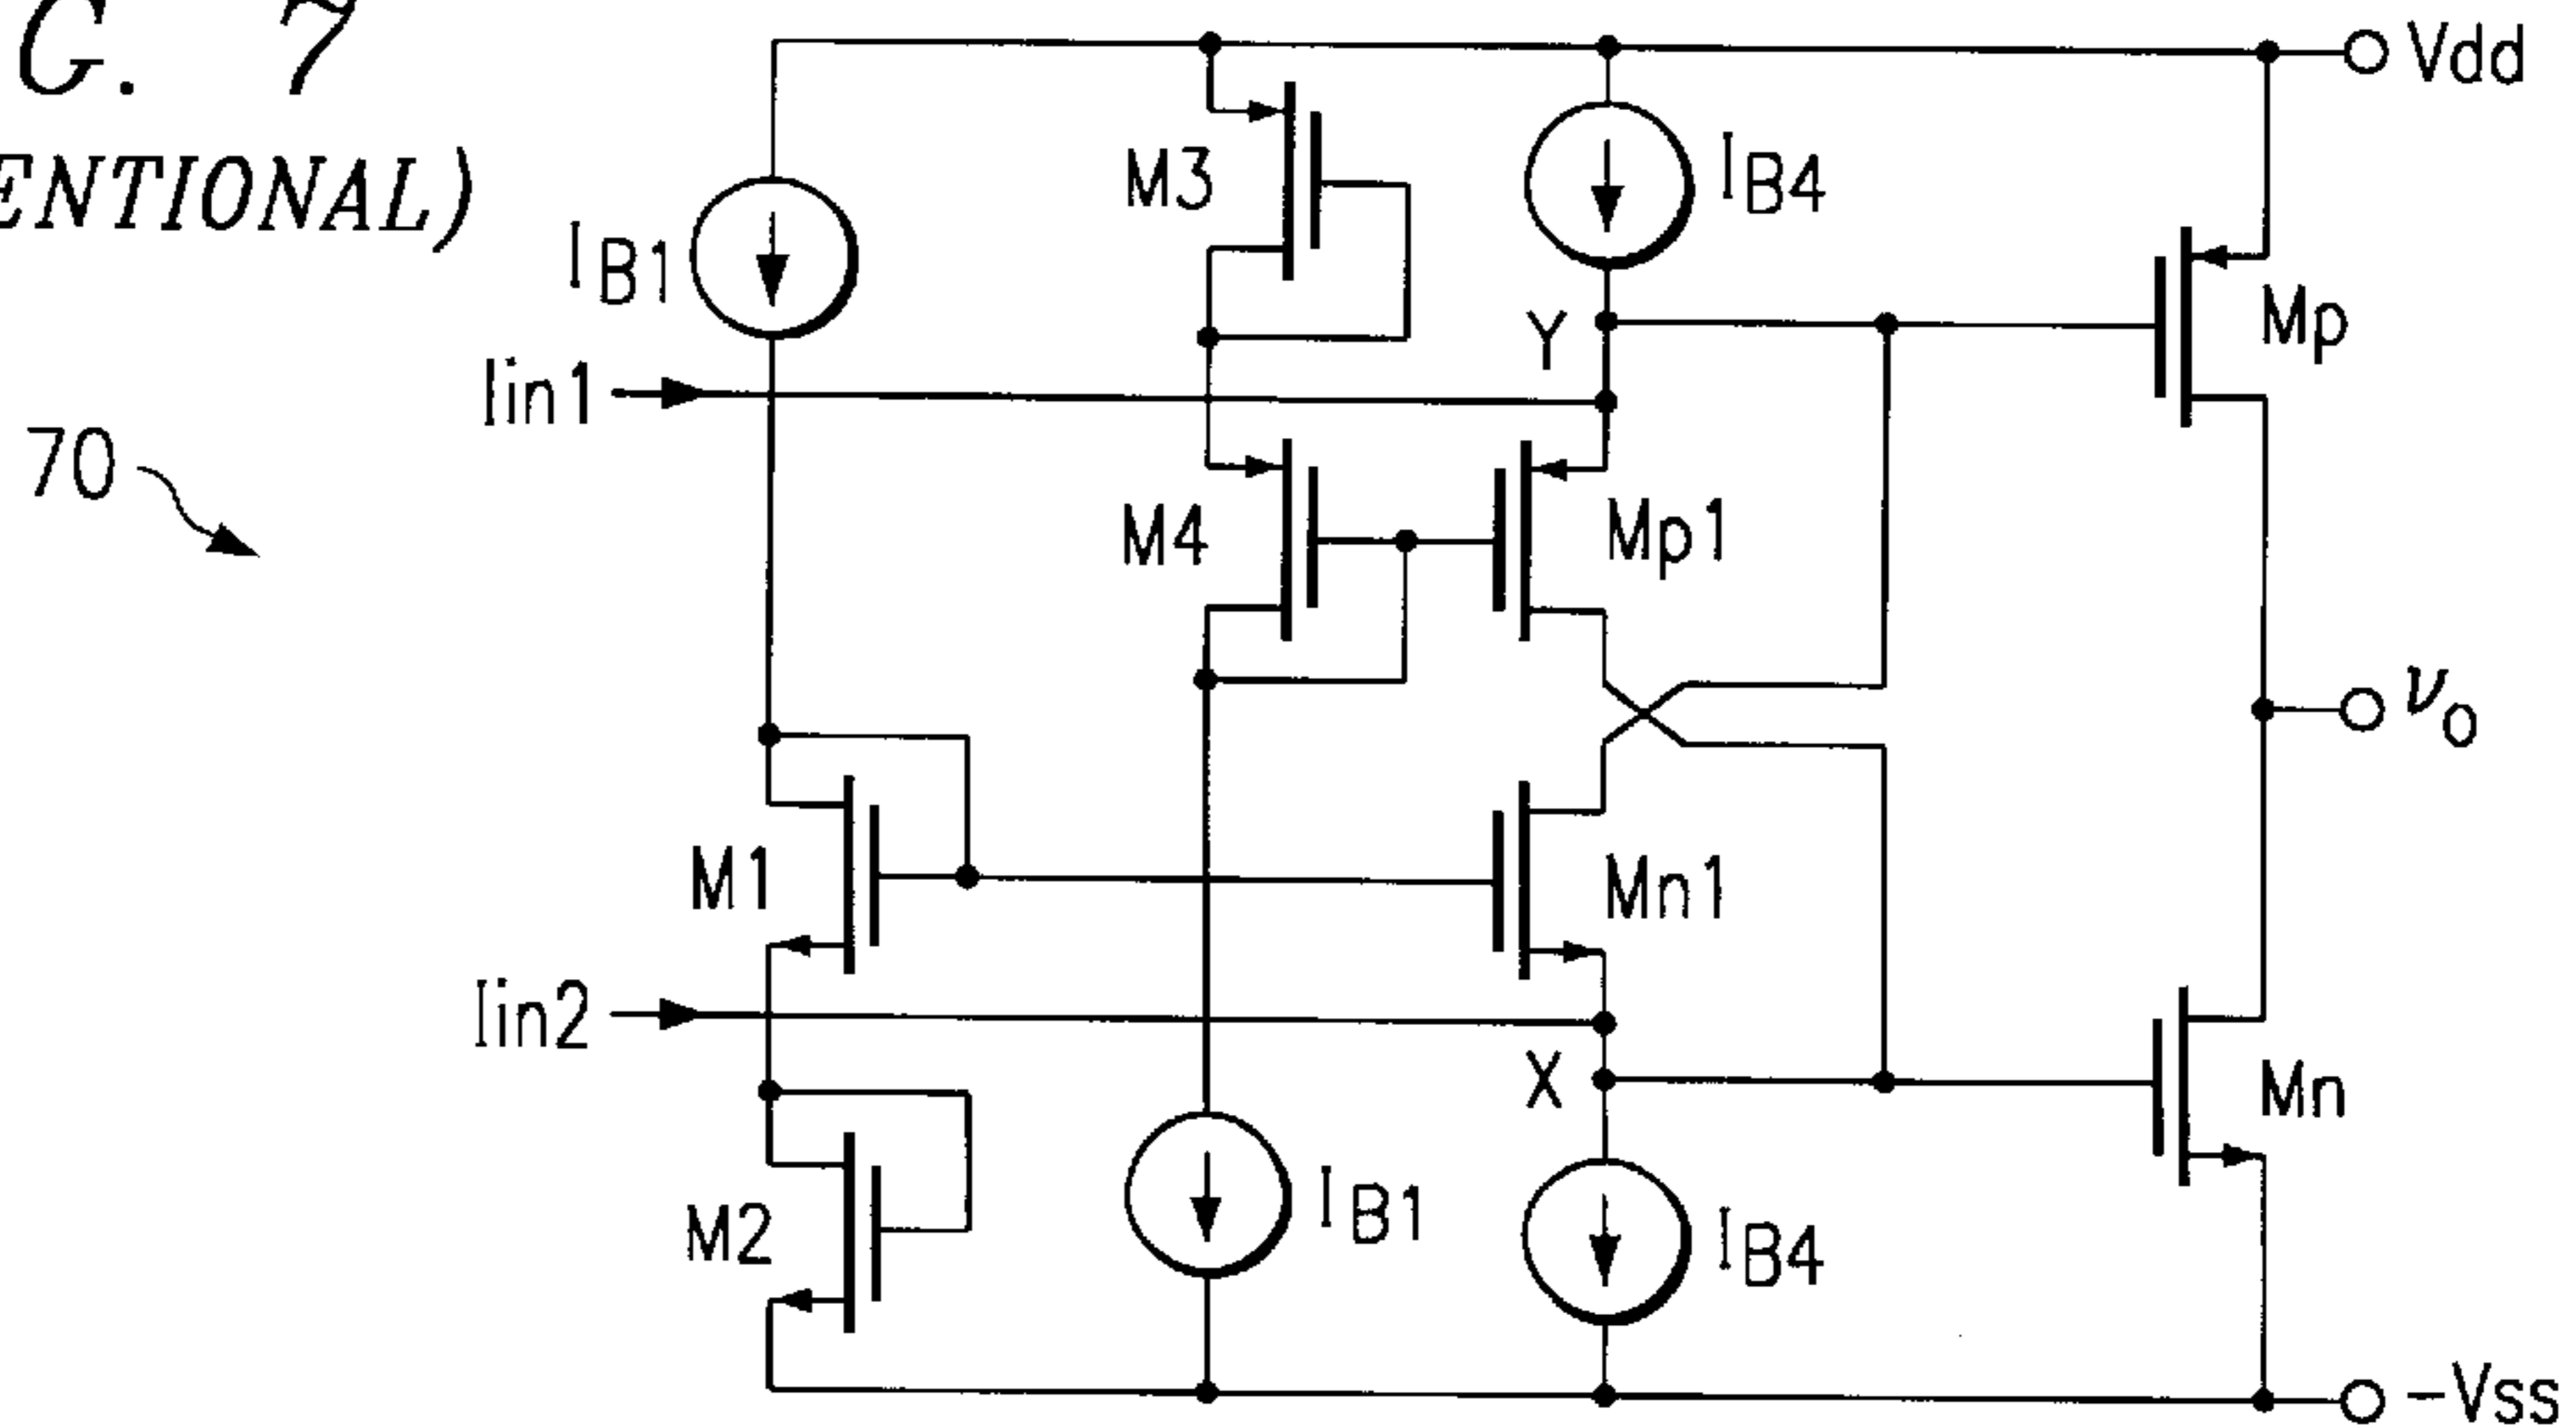 G. 7
ENTIONAL)
Vdd
M3
IB4
IB1
Y
Mp
Iin1
70
M4
Mp1
νo
M1
Mn1
Iin2
X
Mn
M2
IB1
IB4
-Vss